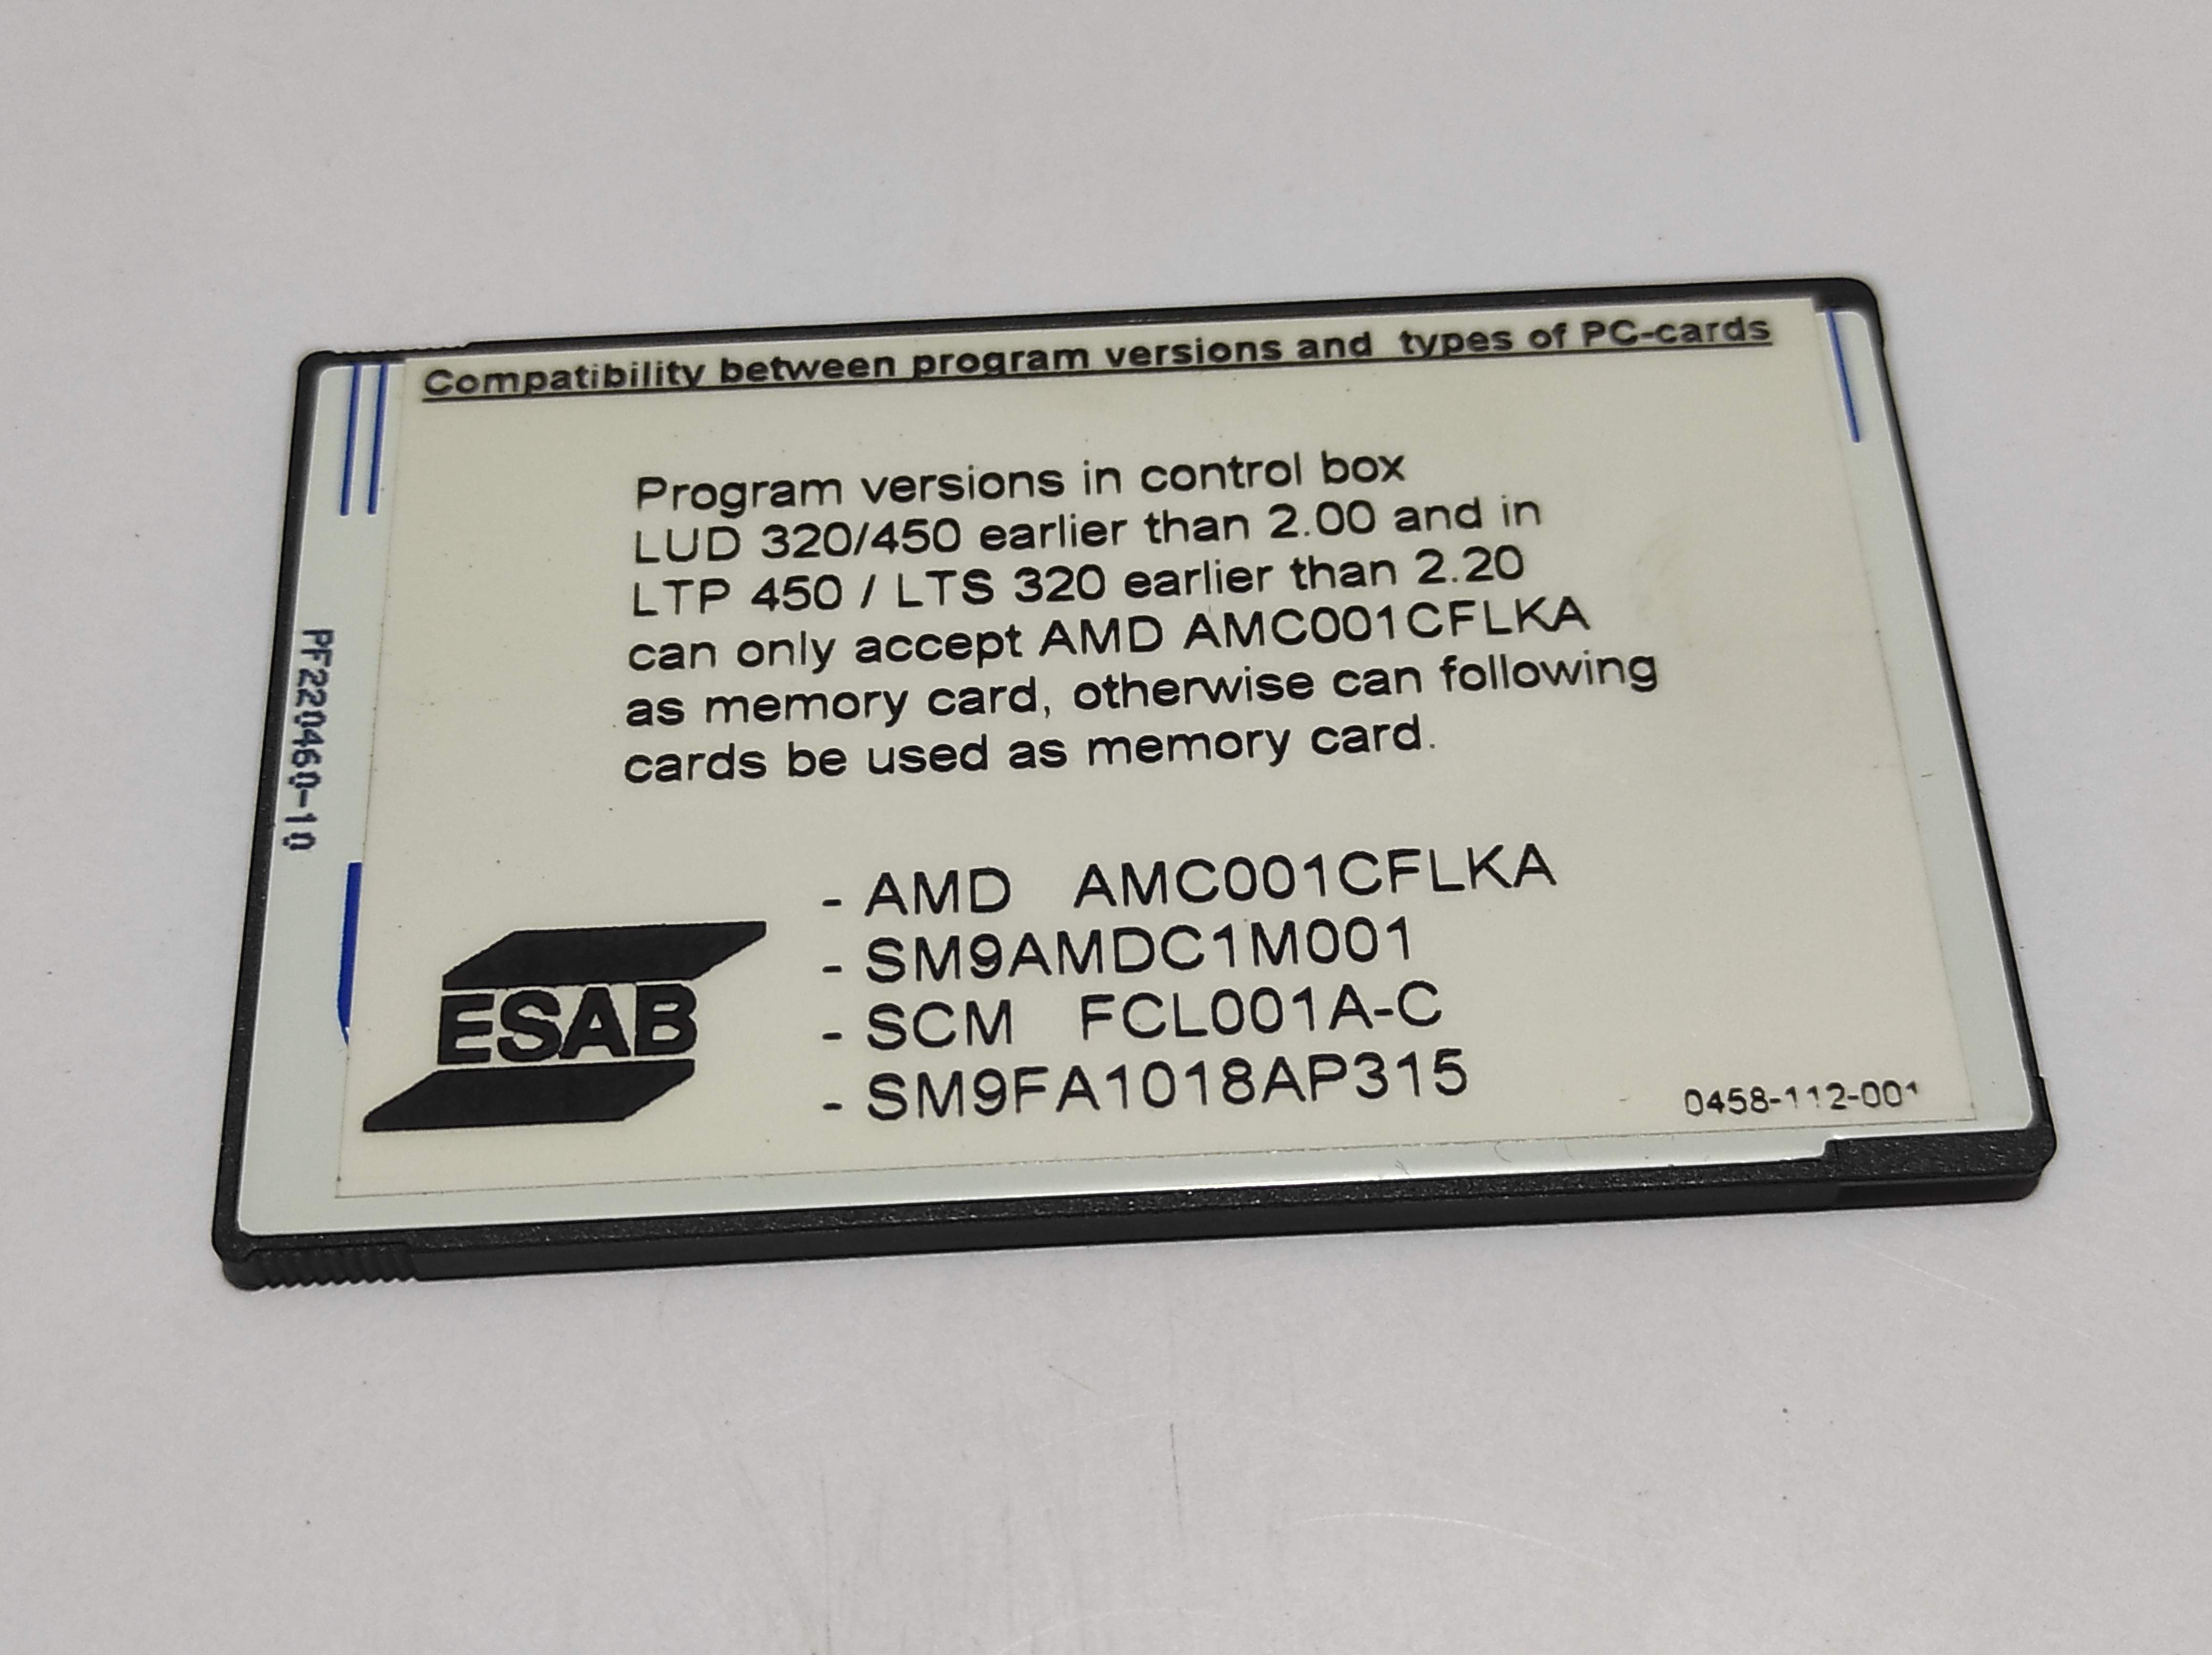 Compatibility between program versions and types of PC-cards
Program versions in control box
LUD 320/450 earlier than 2.00 and in
LTP 450 / LTS 320 earlier than 2.20
can only accept AMD AMC001CFLKA
as memory card, otherwise can following
cards be used as memory card.
- AMD AMC001CFLKA
- SM9AMDC1M001
- SCM FCL001A-C
- SM9FA1018AP315
ESAB
0458-112-001
PF220460-10